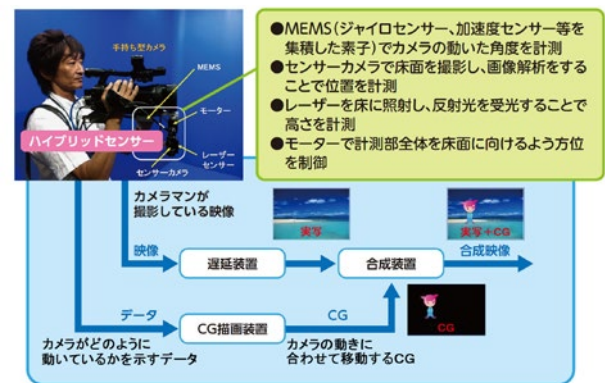 手持ち型カメラ
MEMS
モーター
ハイブリッドセンサー
レーザー
センサー
センサーカメラ
●MEMS(ジャイロセンサー、加速度センサー等を
集積した素子)でカメラの動いた角度を計測
●センサーカメラで床面を撮影し、画像解析をする
ことで位置を計測
●レーザーを床に照射し、反射光を受光することで
高さを計測
●モーターで計測部全体を床面に向けるよう方位
を制御
カメラマンが
撮影している映像
実写
実写+CG
映像
遅延装置
合成装置
合成映像
データ
CG描画装置
CG
CG
カメラがどのように
動いているかを示すデータ
カメラの動きに
合わせて移動するCG